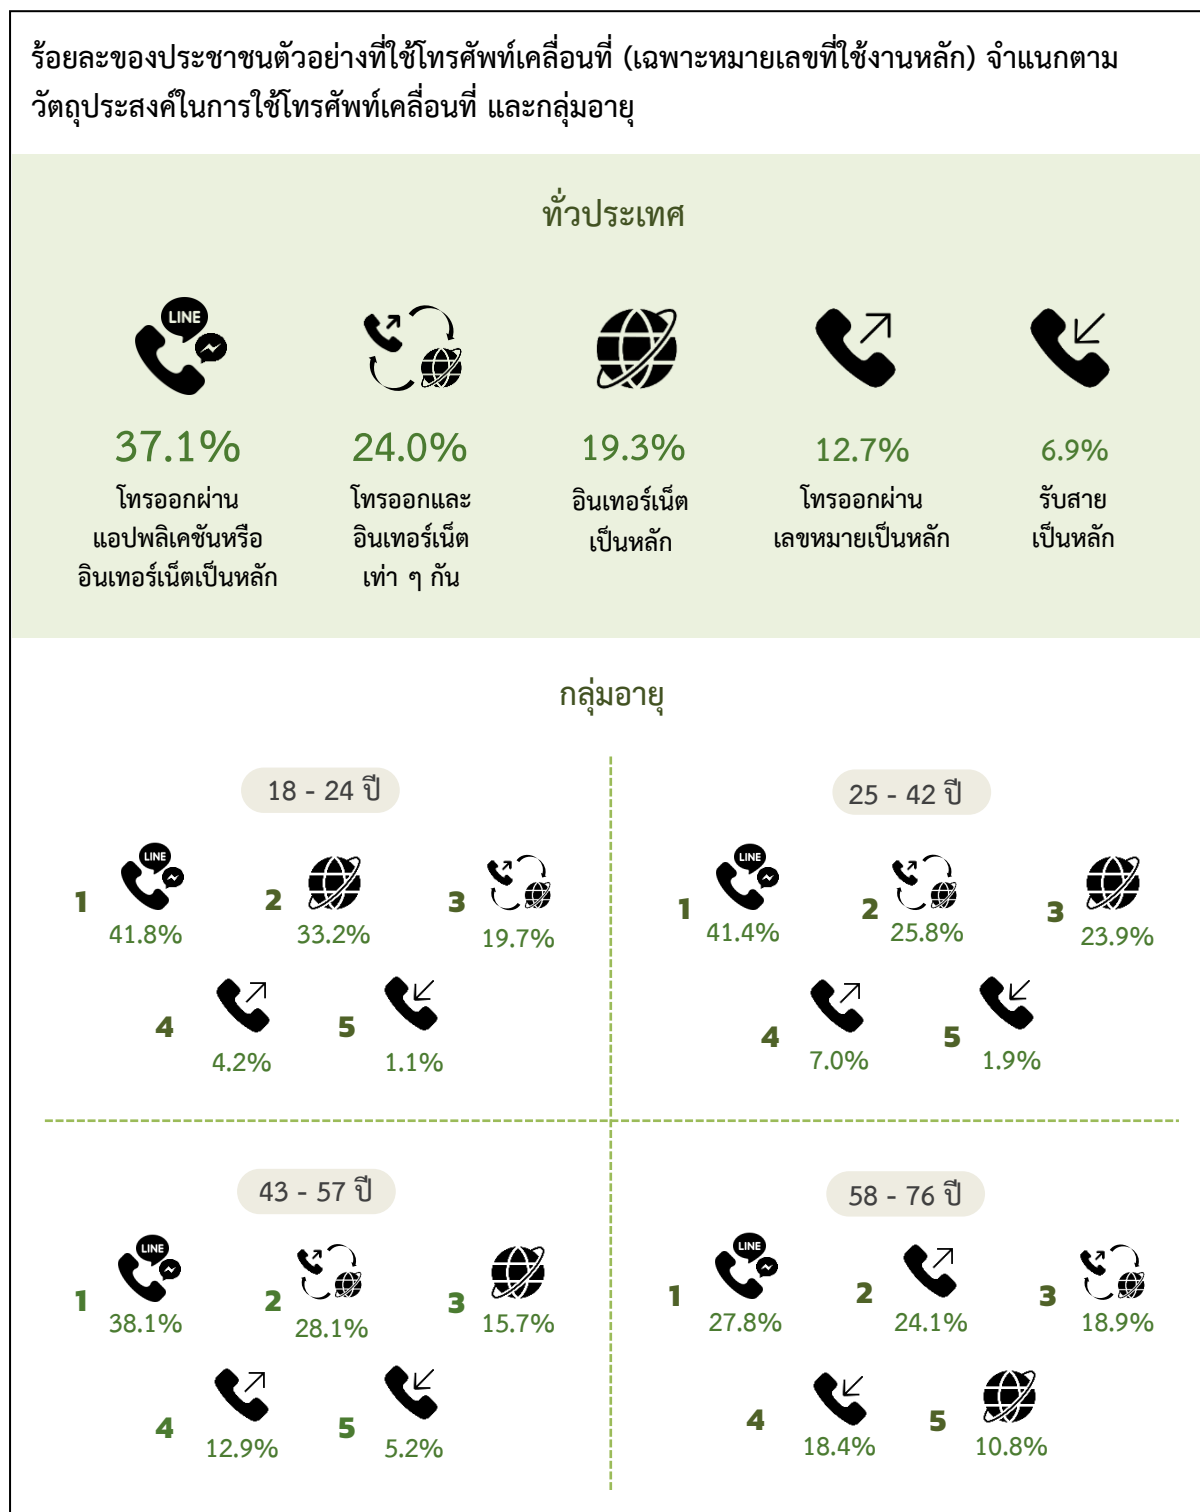 ร้อยละของประชาชนตัวอย่างที่ใช้โทรศัพท์เคลื่อนที่ (เฉพาะหมายเลขที่ใช้งานหลัก) จำแนกตาม
วัตถุประสงค์ในการใช้โทรศัพท์เคลื่อนที่ และกลุ่มอายุ
ทั่วประเทศ
LINE
37.1%
โทรออกผ่าน
แอปพลิเคชันหรือ
อินเทอร์เน็ตเป็นหลัก
24.0%
โทรออกและ
อินเทอร์เน็ต
เท่า ๆ กัน
19.3%
อินเทอร์เน็ต
เป็นหลัก
12.7%
โทรออกผ่าน
เลขหมายเป็นหลัก
6.9%
รับสาย
เป็นหลัก
กลุ่มอายุ
18 - 24 ปี
LINE
1
41.8%
2
33.2%
3
19.7%
4
4.2%
5
1.1%
25 - 42 ปี
LINE
1
41.4%
2
25.8%
3
23.9%
4
7.0%
5
1.9%
43 - 57 ปี
LINE
1
38.1%
2
28.1%
3
15.7%
4
12.9%
5
5.2%
58 - 76 ปี
LINE
1
27.8%
2
24.1%
3
18.9%
4
18.4%
5
10.8%